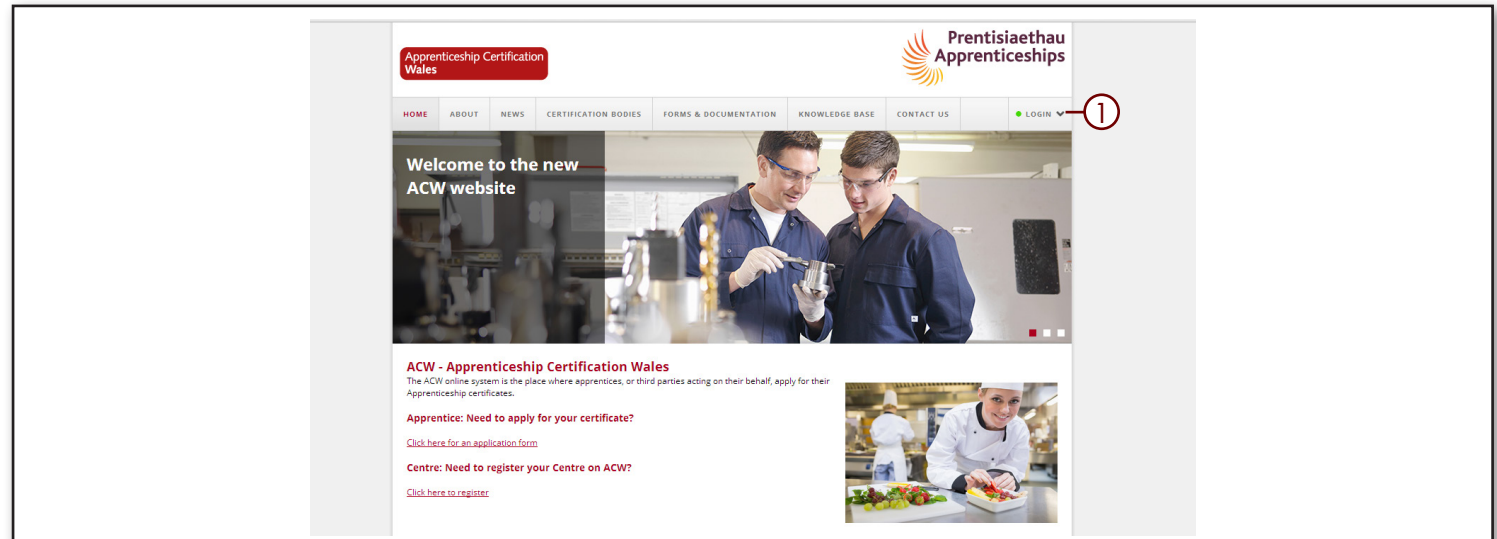 Apprenticeship Certification
Wales
Prentisiaethau
Apprenticeships
HOME ABOUT NEWS CERTIFICATION BODIES FORMS & DOCUMENTATION KNOWLEDGE BASE CONTACT US LOGIN
1
Welcome to the new
ACW website
ACW - Apprenticeship Certification Wales
The ACW online system is the place where apprentices, or third parties acting on their behalf, apply for their
Apprenticeship certificates.
Apprentice: Need to apply for your certificate?
Click here for an application form
Centre: Need to register your Centre on ACW?
Click here to register